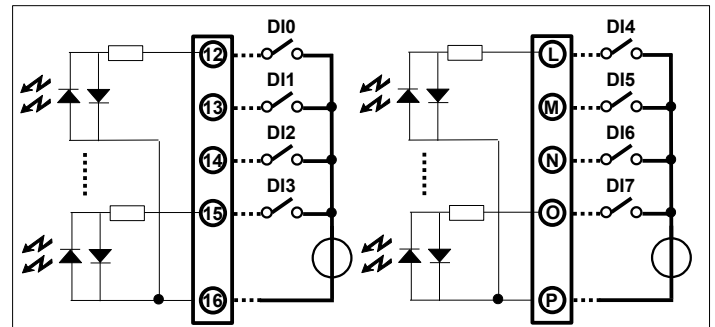 12 DI0 L DI4
13 DI1 M DI5
14 DI2 N DI6
15 DI3 O DI7
16 P